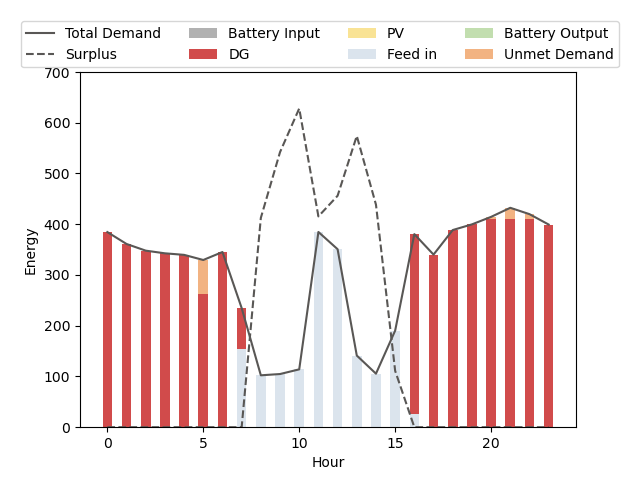 Total Demand Battery Input PV Battery Output
Surplus DG Feed in Unmet Demand
700
600
500
400
300
200
100
0
Energy
0 5 10 15 20
Hour